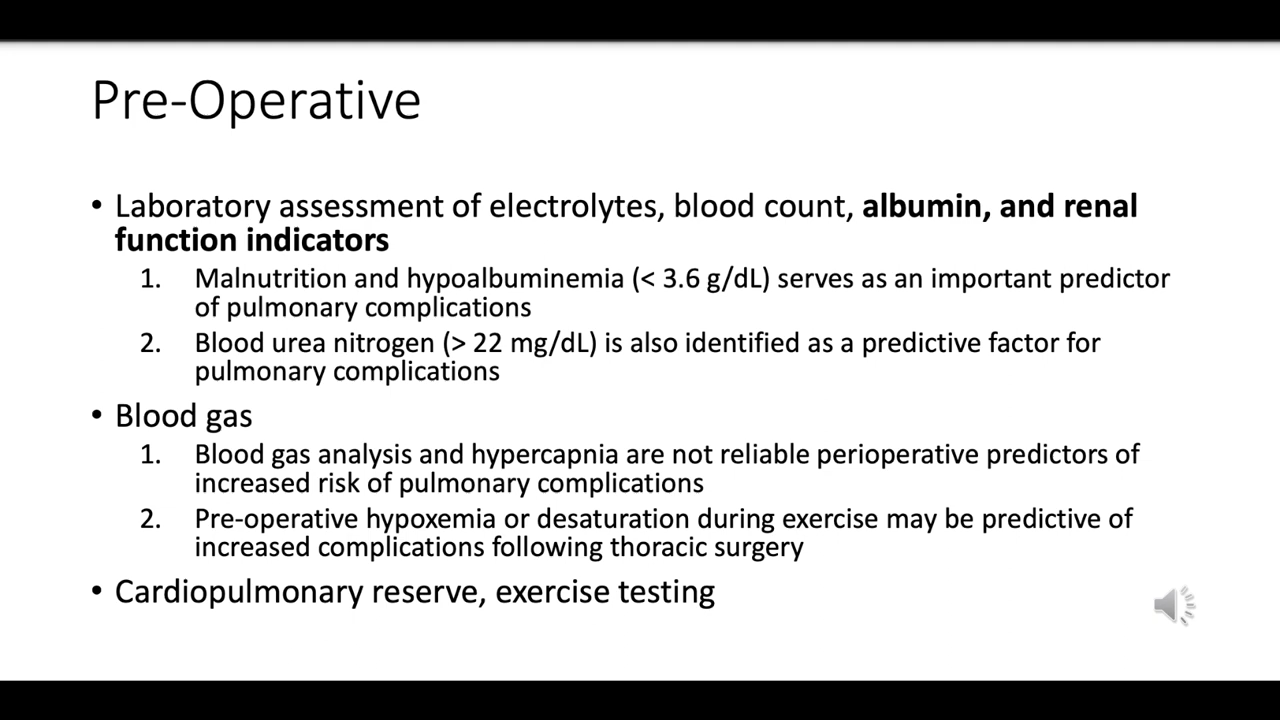 Pre-Operative
• Laboratory assessment of electrolytes, blood count, albumin, and renal
function indicators
1. Malnutrition and hypoalbuminemia (< 3.6 g/dL) serves as an important predictor
of pulmonary complications
2. Blood urea nitrogen (> 22 mg/dL) is also identified as a predictive factor for
pulmonary complications
• Blood gas
1. Blood gas analysis and hypercapnia are not reliable perioperative predictors of
increased risk of pulmonary complications
2. Pre-operative hypoxemia or desaturation during exercise may be predictive of
increased complications following thoracic surgery
• Cardiopulmonary reserve, exercise testing